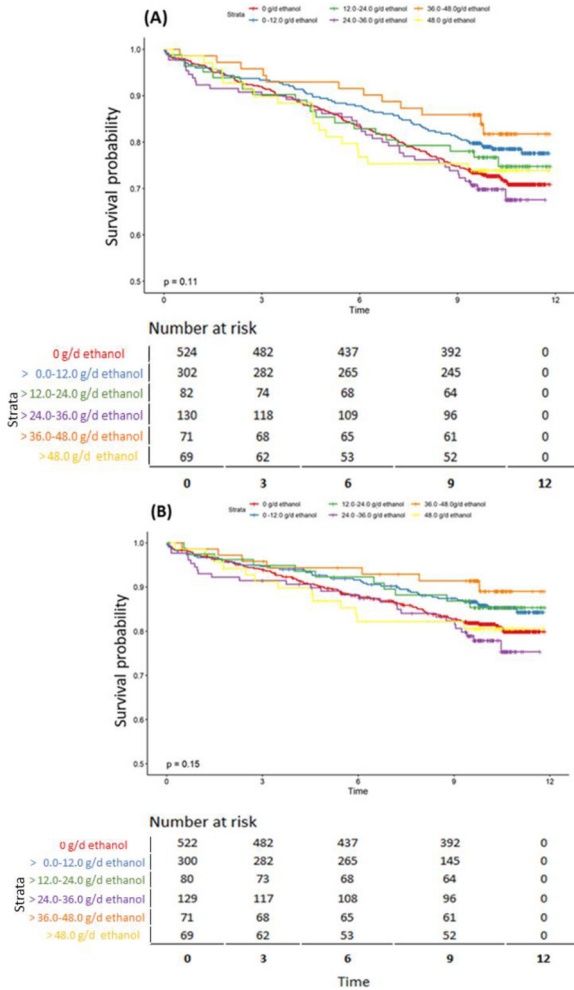 (A)
Strata 0 g/d ethanol 12.0-24.0 g/d ethanol 36.0-48.0g/d ethanol
0 -12.0 g/d ethanol 24.0-36.0 g/d ethanol 48.0 g/d ethanol
Survival probability
1.0
0.9
0.8
0.7
0.6
0.5
p = 0.11
0 3 6 9 12
Time
Number at risk
Strata
0 g/d ethanol 524 482 437 392 0
> 0.0-12.0 g/d ethanol 302 282 265 245 0
>12.0-24.0 g/d ethanol 82 74 68 64 0
>24.0-36.0 g/d ethanol 130 118 109 96 0
>36.0-48.0 g/d ethanol 71 68 65 61 0
>48.0 g/d ethanol 69 62 53 52 0
0 3 6 9 12
(B)
Strata 0 g/d ethanol 12.0-24.0 g/d ethanol 36.0-48.0g/d ethanol
0 -12.0 g/d ethanol 24.0-36.0 g/d ethanol 48.0 g/d ethanol
Survival probability
1.0
0.9
0.8
0.7
0.6
0.5
p = 0.15
0 3 6 9 12
Time
Number at risk
Strata
0 g/d ethanol 522 482 437 392 0
> 0.0-12.0 g/d ethanol 300 282 265 145 0
>12.0-24.0 g/d ethanol 80 73 68 64 0
>24.0-36.0 g/d ethanol 129 117 108 96 0
>36.0-48.0 g/d ethanol 71 68 65 61 0
>48.0 g/d ethanol 69 62 53 52 0
0 3 6 9 12
Time